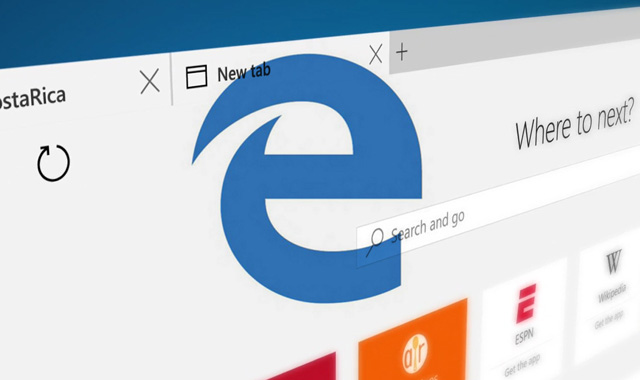 ostaRica
New tab
Where to next?
Search and go
ESPN
Get the app
W
Wikipedia
Get the app